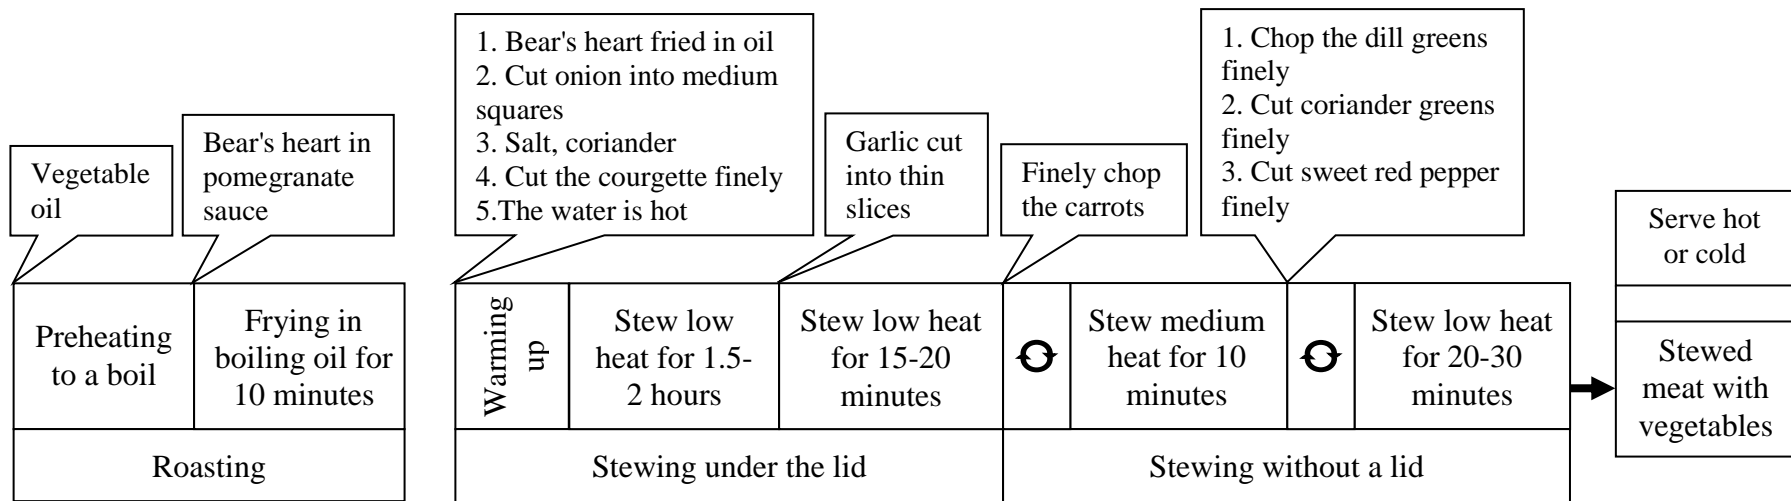 Vegetable
oil
Bear's heart in
pomegranate
sauce
1. Bear's heart fried in oil
2. Cut onion into medium
squares
3. Salt, coriander
4. Cut the courgette finely
5.The water is hot
Garlic cut
into thin
slices
Finely chop
the carrots
1. Chop the dill greens
finely
2. Cut coriander greens
finely
3. Cut sweet red pepper
finely
Preheating
to a boil
Frying in
boiling oil for
10 minutes
Roasting
Warming
up
Stew low
heat for 1.5-
2 hours
Stew low heat
for 15-20
minutes
Stewing under the lid
Stew medium
heat for 10
minutes
Stew low heat
for 20-30
minutes
Stewing without a lid
Serve hot
or cold
Stewed
meat with
vegetables